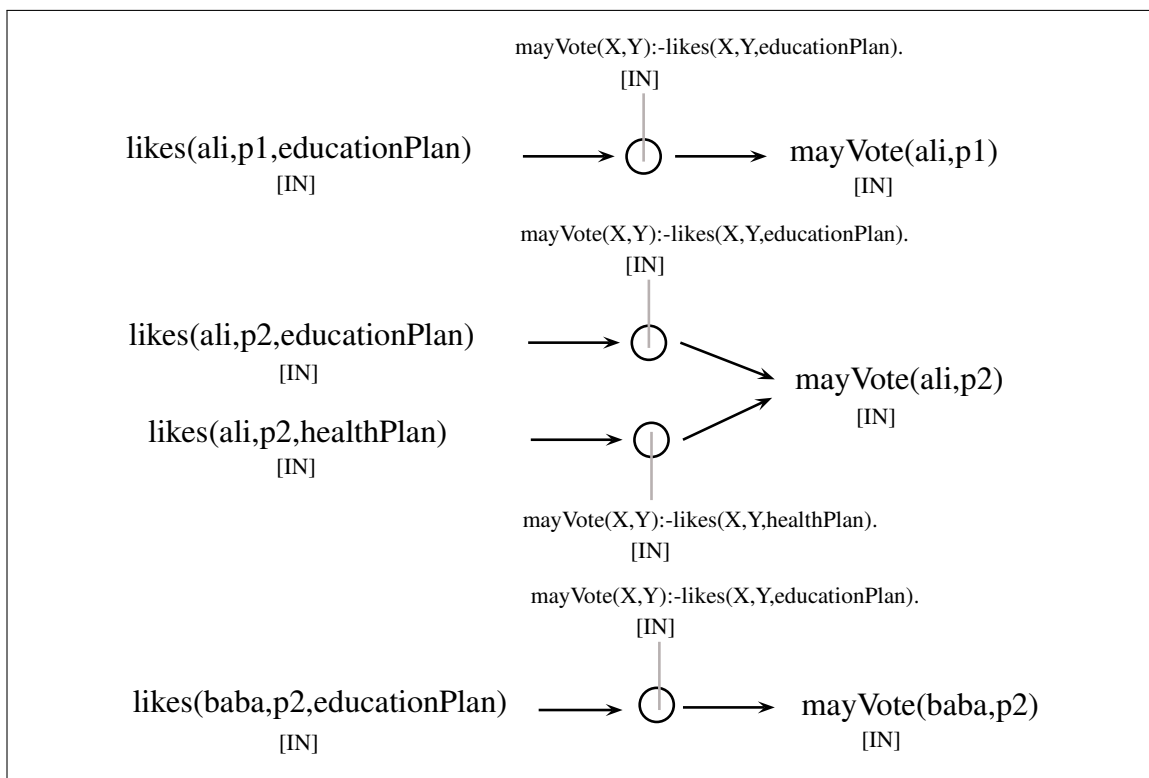 mayVote(X,Y):-likes(X,Y,educationPlan).
[IN]
likes(ali,p1,educationPlan)
[IN]
mayVote(ali,p1)
[IN]
mayVote(X,Y):-likes(X,Y,educationPlan).
[IN]
likes(ali,p2,educationPlan)
[IN]
mayVote(ali,p2)
[IN]
likes(ali,p2,healthPlan)
[IN]
mayVote(X,Y):-likes(X,Y,healthPlan).
[IN]
mayVote(X,Y):-likes(X,Y,educationPlan).
[IN]
likes(baba,p2,educationPlan)
[IN]
mayVote(baba,p2)
[IN]